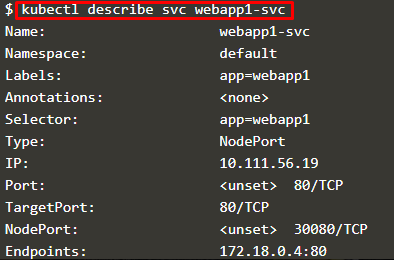 $ kubectl describe svc webapp1-svc
Name: webapp1-svc
Namespace: default
Labels: app=webapp1
Annotations: <none>
Selector: app=webapp1
Type: NodePort
IP: 10.111.56.19
Port: <unset> 80/TCP
TargetPort: 80/TCP
NodePort: <unset> 30080/TCP
Endpoints: 172.18.0.4:80